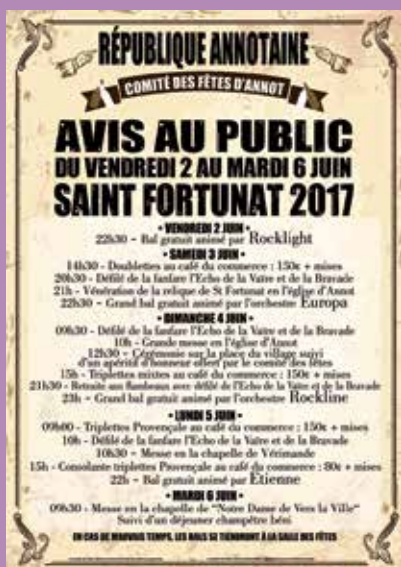 RÉPUBLIQUE ANNOTAINE
COMITÉ DES FÊTES D'ANNOT
AVIS AU PUBLIC
DU VENDREDI 2 AU MARDI 6 JUIN
SAINT FORTUNAT 2017
• VENDREDI 2 JUIN •
22h30 - Bal gratuit animé par Rocklight
• SAMEDI 3 JUIN •
14h30 - Doublettes au café du commerce : 150€ + mises
20h30 - Défilé de la fanfare l'Echo de la Vaïre et de la Bravade
21h - Vénération de la relique de St Fortunat en l'église d'Annot
22h30 - Grand bal gratuit animé par l'orchestre Europa
• DIMANCHE 4 JUIN •
09h30 - Défilé de la fanfare l'Echo de la Vaïre et de la Bravade
10h - Grande messe en l'église d'Annot
12h30 - Cérémonie sur la place du village suivi
d'un apéritif d'honneur offert par le comité des fêtes
15h - Triplettes mixtes au café du commerce : 150€ + mises
21h30 - Retraite aux flambeaux avec défilé de l'Echo de la Vaïre et de la Bravade
23h - Grand bal gratuit animé par l'orchestre Rockline
• LUNDI 5 JUIN •
09h00 - Triplettes Provençale au café du commerce : 150€ + mises
10h - Défilé de la fanfare l'Echo de la Vaïre et de la Bravade
10h30 - Messe en la chapelle de Vérimande
15h - Consolante triplettes Provençale au café du commerce : 80€ + mises
22h - Bal gratuit animé par Étienne
• MARDI 6 JUIN •
09h30 - Messe en la chapelle de "Notre Dame de Vers la Ville"
Suivi d'un déjeuner champêtre béni
EN CAS DE MAUVAIS TEMPS, LES BALS SE TIENDRONT À LA SALLE DES FÊTES